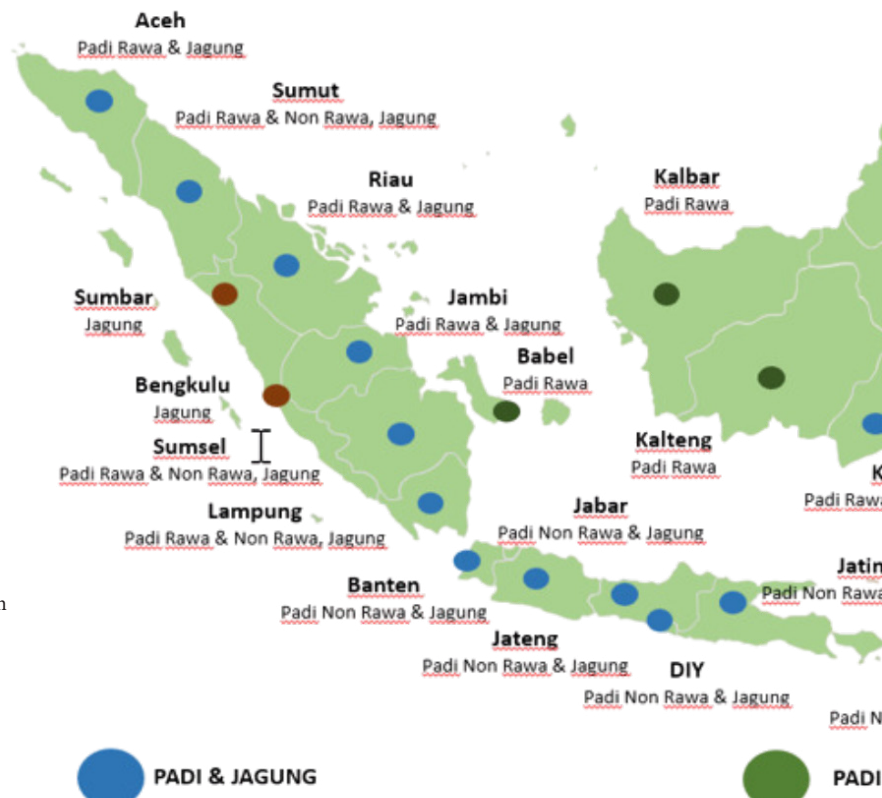 Aceh
Padi Rawa & Jagung
Sumut
Padi Rawa & Non Rawa, Jagung
Riau
Padi Rawa & Jagung
Kalbar
Padi Rawa
Sumbar
Jagung
Jambi
Padi Rawa & Jagung
Babel
Padi Rawa
Bengkulu
Jagung
Sumsel
Padi Rawa & Non Rawa, Jagung
Kalteng
Padi Rawa
K
Padi Rawa
Lampung
Padi Rawa & Non Rawa, Jagung
Jabar
Padi Non Rawa & Jagung
Jatim
Padi Non Rawa
Banten
Padi Non Rawa & Jagung
n
Jateng
Padi Non Rawa & Jagung
DIY
Padi Non Rawa & Jagung
Padi N
PADI & JAGUNG
PADI